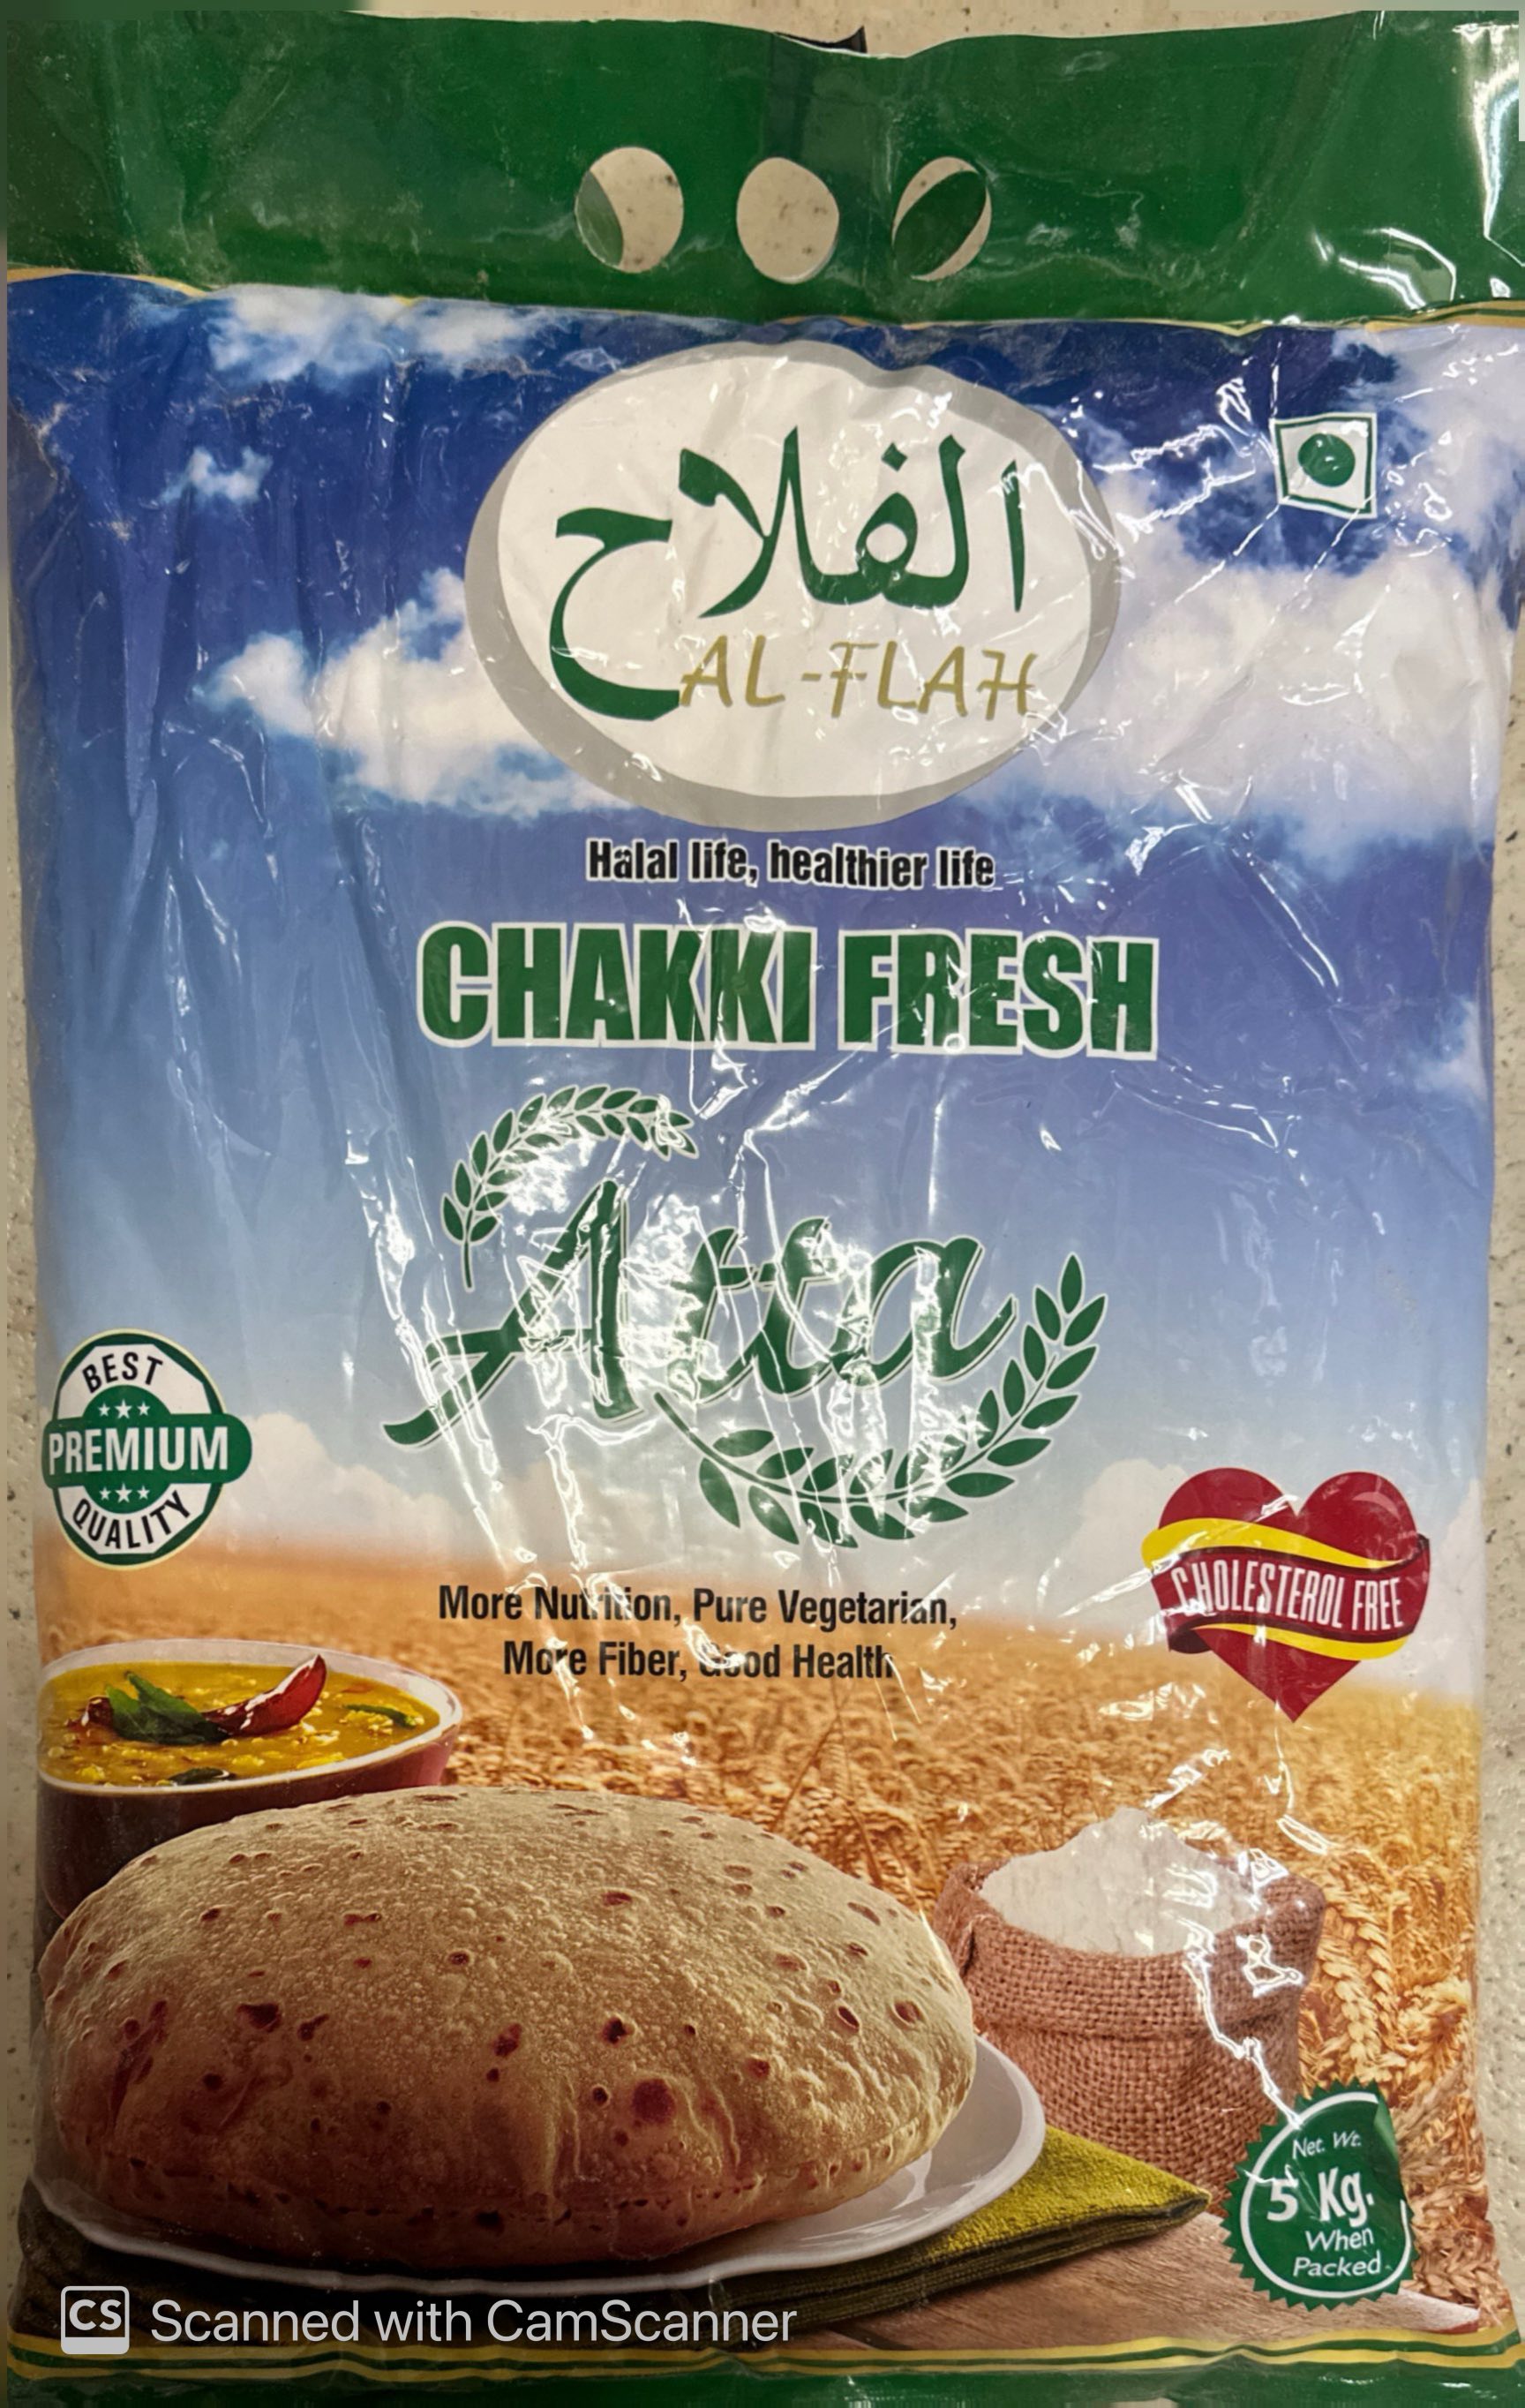 الفلاح
AL-FLAH
Halal life, healthier life
CHAKKI FRESH
Atta
BEST
PREMIUM
QUALITY
CHOLESTEROL FREE
More Nutrition, Pure Vegetarian,
More Fiber, Good Health
Net. Wt.
5 Kg.
When
Packed
CS Scanned with CamScanner